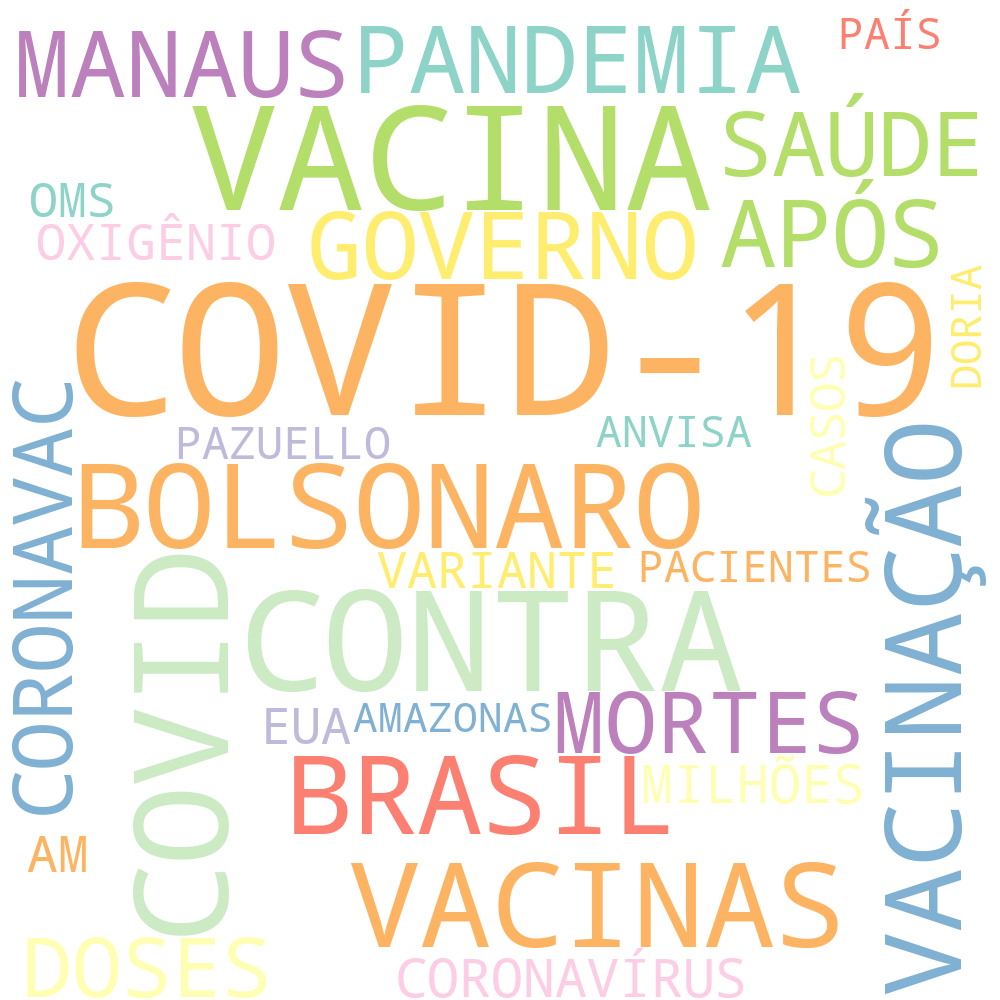 MANAUS
PANDEMIA
PAÍS
VACINA
SAÚDE
OMS
OXIGÊNIO
GOVERNO
APÓS
COVID-19
DORIA
CASOS
CORONAVAC
PAZUELLO
ANVISA
BOLSONARO
VACINAÇÃO
VARIANTE
PACIENTES
COVID
CONTRA
EUA
AMAZONAS
MORTES
BRASIL
MILHÕES
AM
VACINAS
DOSES
CORONAVÍRUS